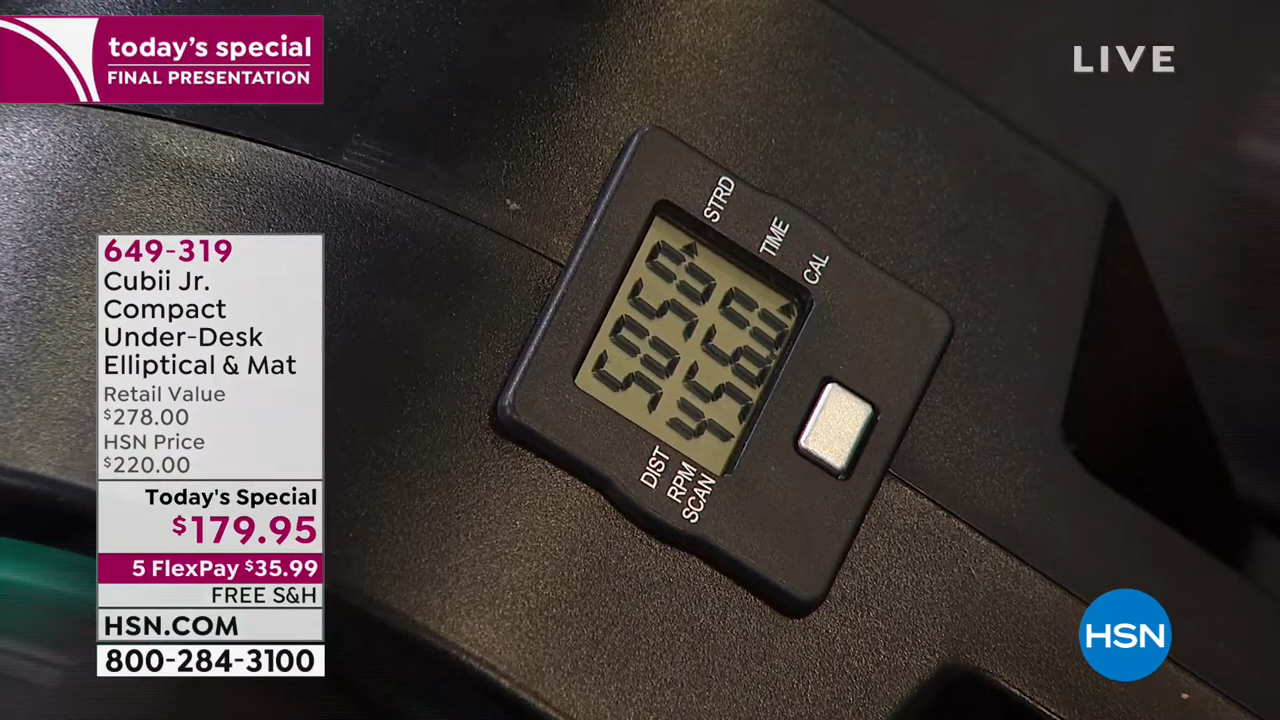 today's special
FINAL PRESENTATION
LIVE
649-319
Cubii Jr.
Compact
Under-Desk
Elliptical & Mat
Retail Value
$278.00
HSN Price
$220.00
Today's Special
$179.95
5 FlexPay $35.99
FREE S&H
HSN.COM
800-284-3100
STRD
TIME
CAL
DIST
RPM
SCAN
HSN